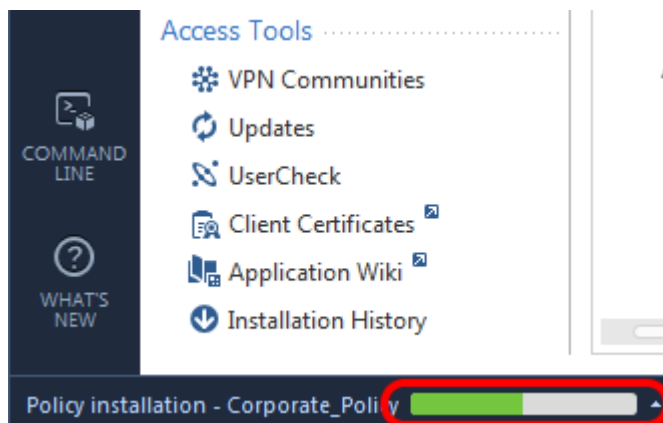 Access Tools
VPN Communities
COMMAND
LINE
Updates
UserCheck
Client Certificates
WHAT'S
NEW
Application Wiki
Installation History
Policy installation - Corporate_Policy